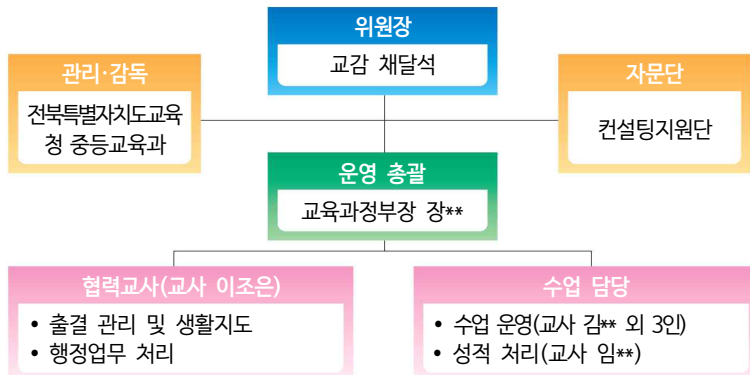 위원장
교감 채달석
관리·감독
전북특별자치도교육
청 중등교육과
자문단
컨설팅지원단
운영 총괄
교육과정부장 장**
협력교사(교사 이조은)
• 출결 관리 및 생활지도
• 행정업무 처리
수업 담당
• 수업 운영(교사 김** 외 3인)
• 성적 처리(교사 임**)